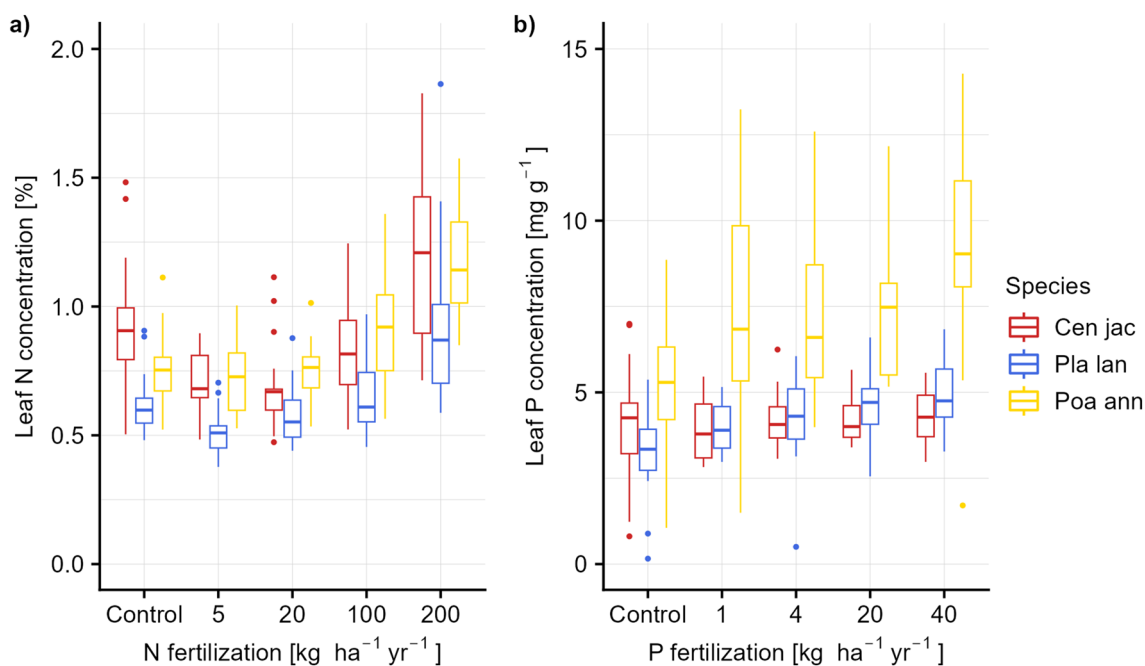 a)
Leaf N concentration [%]
2.0
1.5
1.0
0.5
0.0
Control 5 20 100 200
N fertilization [kg ha⁻¹ yr⁻¹ ]
b)
Leaf P concentration [mg g⁻¹ ]
15
10
5
0
Control 1 4 20 40
P fertilization [kg ha⁻¹ yr⁻¹ ]
Species
Cen jac
Pla lan
Poa ann